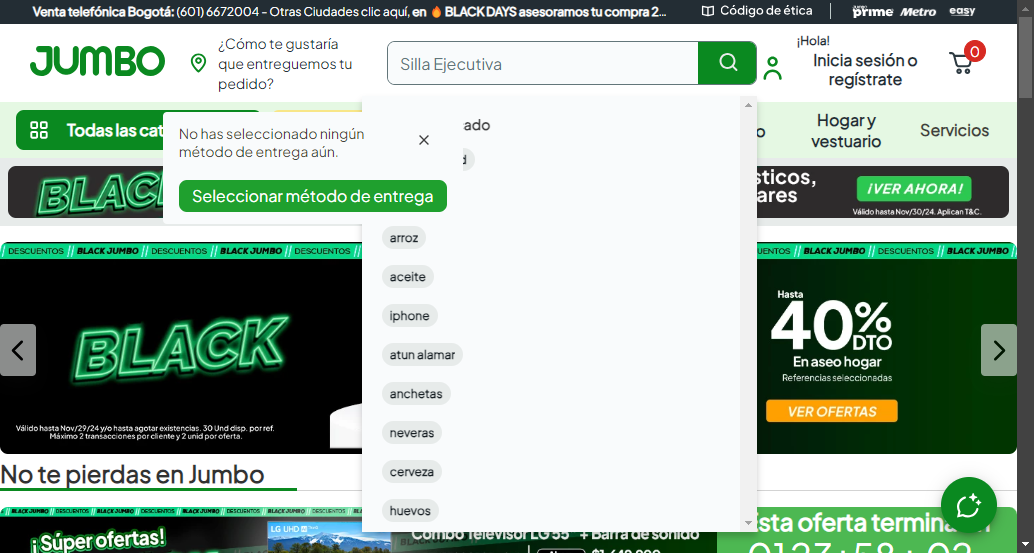 Venta telefónica Bogotá: (601) 6672004 - Otras Ciudades clic aquí, en 🔥 BLACK DAYS asesoramos tu compra 2...
Código de ética
prime
Metro
easy
JUMBO
¿Cómo te gustaría
que entreguemos tu
pedido?
Silla Ejecutiva
¡Hola!
Inicia sesión o
regístrate
0
Todas las cat
No has seleccionado ningún
método de entrega aún.
Seleccionar método de entrega
ado
d
o
Hogar y
vestuario
Servicios
BLACK
sticos,
ares
¡VER AHORA!
Válido hasta Nov/30/24. Aplican T&C.
arroz
aceite
iphone
atun alamar
anchetas
neveras
cerveza
huevos
DESCUENTOS // BLACK JUMBO // DESCUENTOS // BLACK JUMBO // DESCUENTOS //
BLACK
Válido hasta Nov/29/24 y/o hasta agotar existencias. 30 Und disp. por ref.
Máximo 2 transacciones por cliente y 2 unid por oferta.
DESCUENTOS // BLACK JUMBO // DESCUENTOS // BLACK JUMBO
Hasta
40% DTO
En aseo hogar
Referencias seleccionadas
VER OFERTAS
No te pierdas en Jumbo
¡Súper ofertas!
LG UHD
Combo Televisor LG 55" + Barra de sonido
Esta oferta termina en